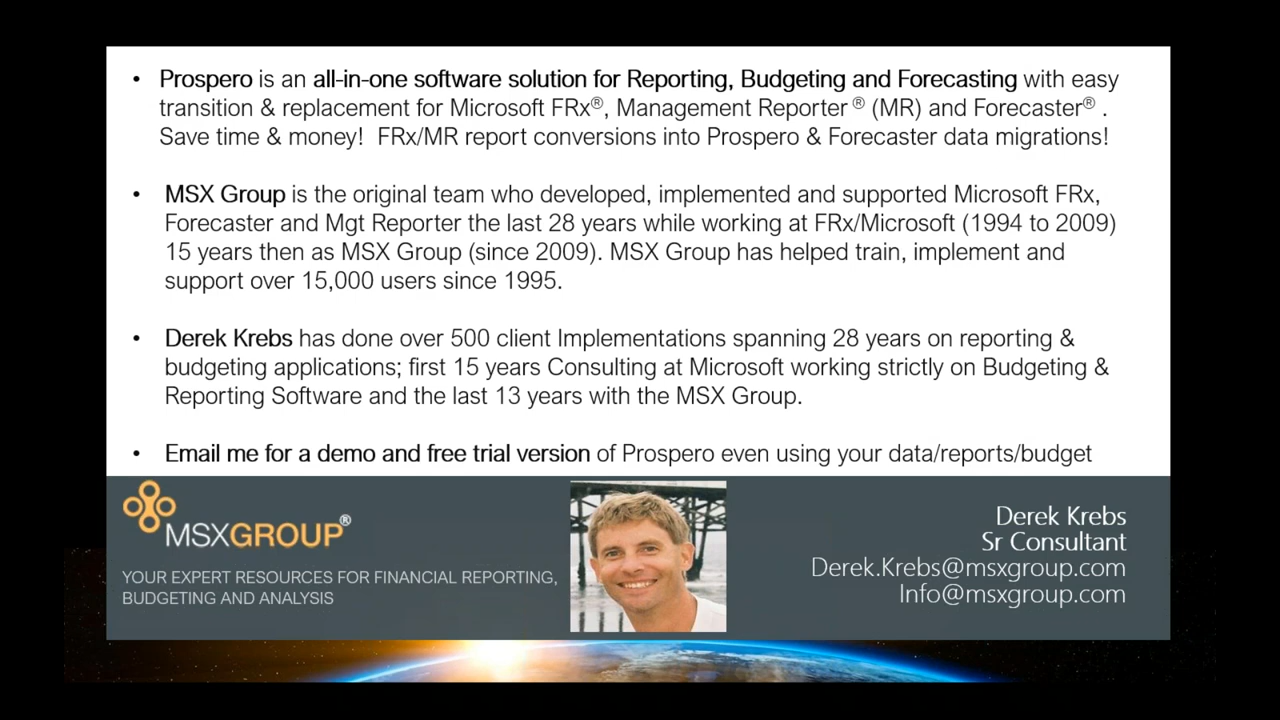 • Prospero is an all-in-one software solution for Reporting, Budgeting and Forecasting with easy
transition & replacement for Microsoft FRx®, Management Reporter ® (MR) and Forecaster® .
Save time & money! FRx/MR report conversions into Prospero & Forecaster data migrations!
• MSX Group is the original team who developed, implemented and supported Microsoft FRx,
Forecaster and Mgt Reporter the last 28 years while working at FRx/Microsoft (1994 to 2009)
15 years then as MSX Group (since 2009). MSX Group has helped train, implement and
support over 15,000 users since 1995.
• Derek Krebs has done over 500 client Implementations spanning 28 years on reporting &
budgeting applications; first 15 years Consulting at Microsoft working strictly on Budgeting &
Reporting Software and the last 13 years with the MSX Group.
• Email me for a demo and free trial version of Prospero even using your data/reports/budget
MSXGROUP®
YOUR EXPERT RESOURCES FOR FINANCIAL REPORTING,
BUDGETING AND ANALYSIS
Derek Krebs
Sr Consultant
Derek.Krebs@msxgroup.com
Info@msxgroup.com